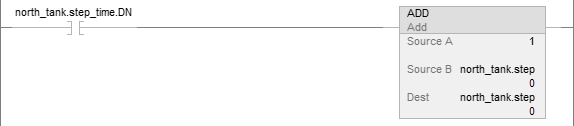 north_tank.step_time.DN
ADD
Add
Source A 1
Source B north_tank.step
0
Dest north_tank.step
0